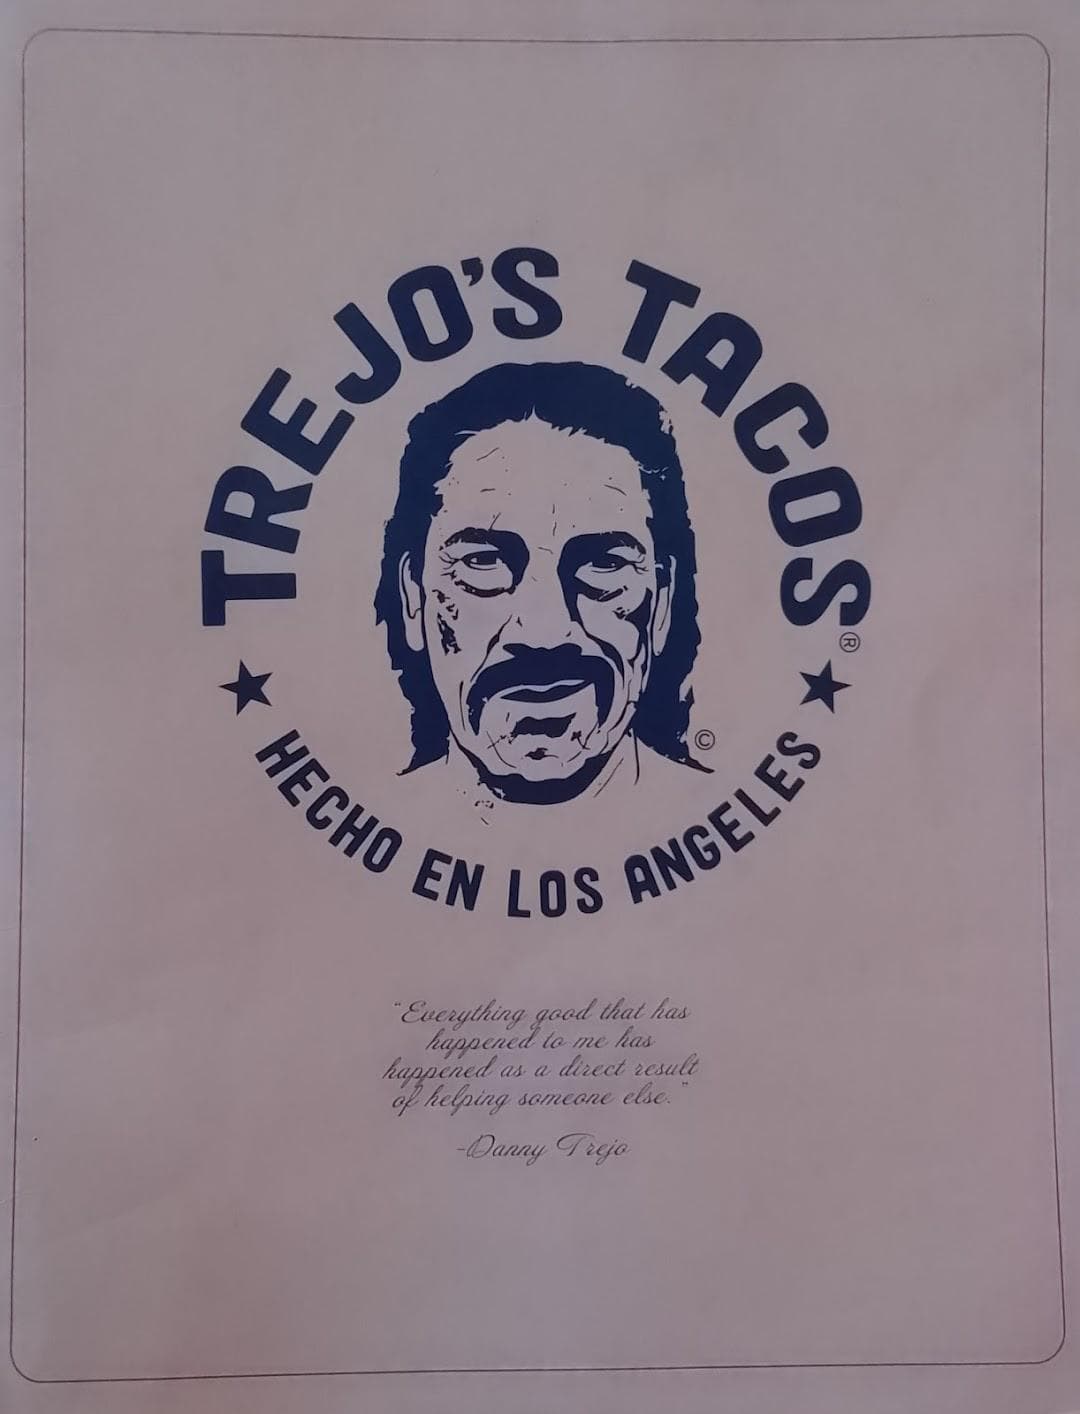 TREJO'S TACOS®
©
HECHO EN LOS ANGELES
"Everything good that has
happened to me has
happened as a direct result
of helping someone else."
-Danny Trejo